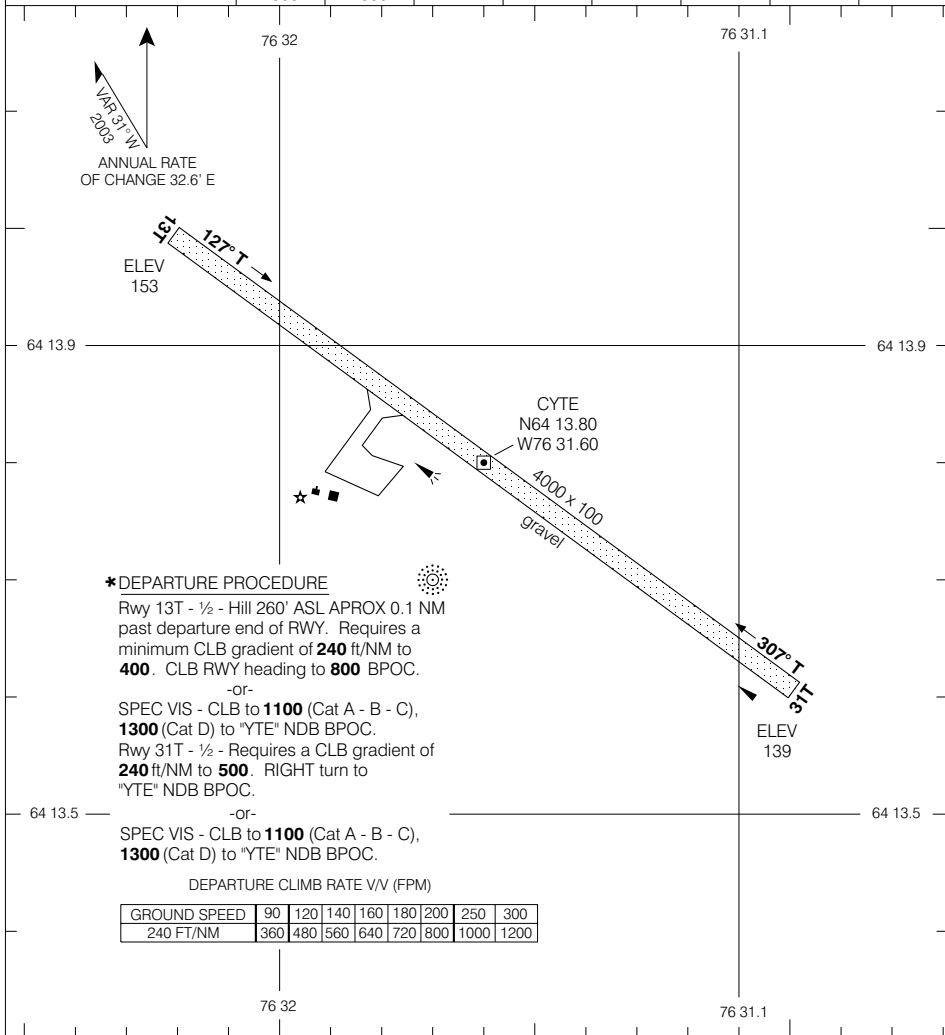 76 32
76 31.1
VAR 31° W
2003
ANNUAL RATE
OF CHANGE 32.6' E
13T
127° T
ELEV
153
64 13.9
64 13.9
CYTE
N64 13.80
W76 31.60
4000 x 100
gravel
*DEPARTURE PROCEDURE
Rwy 13T - ½ - Hill 260' ASL APROX 0.1 NM
past departure end of RWY. Requires a
minimum CLB gradient of 240 ft/NM to
400. CLB RWY heading to 800 BPOC.
-or-
SPEC VIS - CLB to 1100 (Cat A - B - C),
1300 (Cat D) to "YTE" NDB BPOC.
Rwy 31T - ½ - Requires a CLB gradient of
240 ft/NM to 500. RIGHT turn to
"YTE" NDB BPOC.
-or-
SPEC VIS - CLB to 1100 (Cat A - B - C),
1300 (Cat D) to "YTE" NDB BPOC.
307° T
31T
ELEV
139
64 13.5
64 13.5
DEPARTURE CLIMB RATE V/V (FPM)
GROUND SPEED 90 120 140 160 180 200 250 300
240 FT/NM 360 480 560 640 720 800 1000 1200
76 32
76 31.1